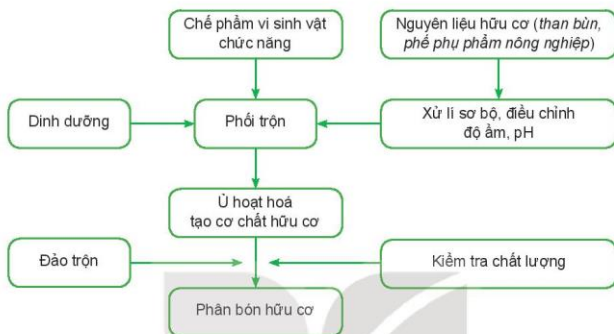 Chế phẩm vi sinh vật
chức năng
Nguyên liệu hữu cơ (than bùn,
phế phụ phẩm nông nghiệp)
Dinh dưỡng
Phối trộn
Xử lí sơ bộ, điều chỉnh
độ ẩm, pH
Ủ hoạt hoá
tạo cơ chất hữu cơ
Đảo trộn
Kiểm tra chất lượng
Phân bón hữu cơ